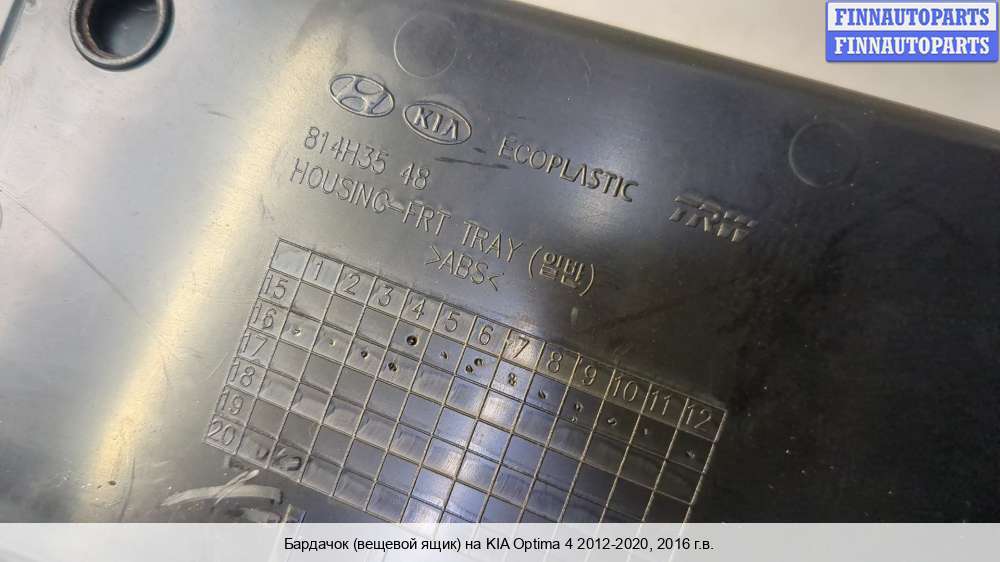 FINNAUTOPARTS
FINNAUTOPARTS
KIA ECOPLASTIC TRW
814H35 48
HOUSING-FRT TRAY (일반)
>ABS<
1 2 3 4 5 6 7 8 9 10 11 12
15
16
17
18
19
20
Бардачок (вещевой ящик) на KIA Optima 4 2012-2020, 2016 г.в.